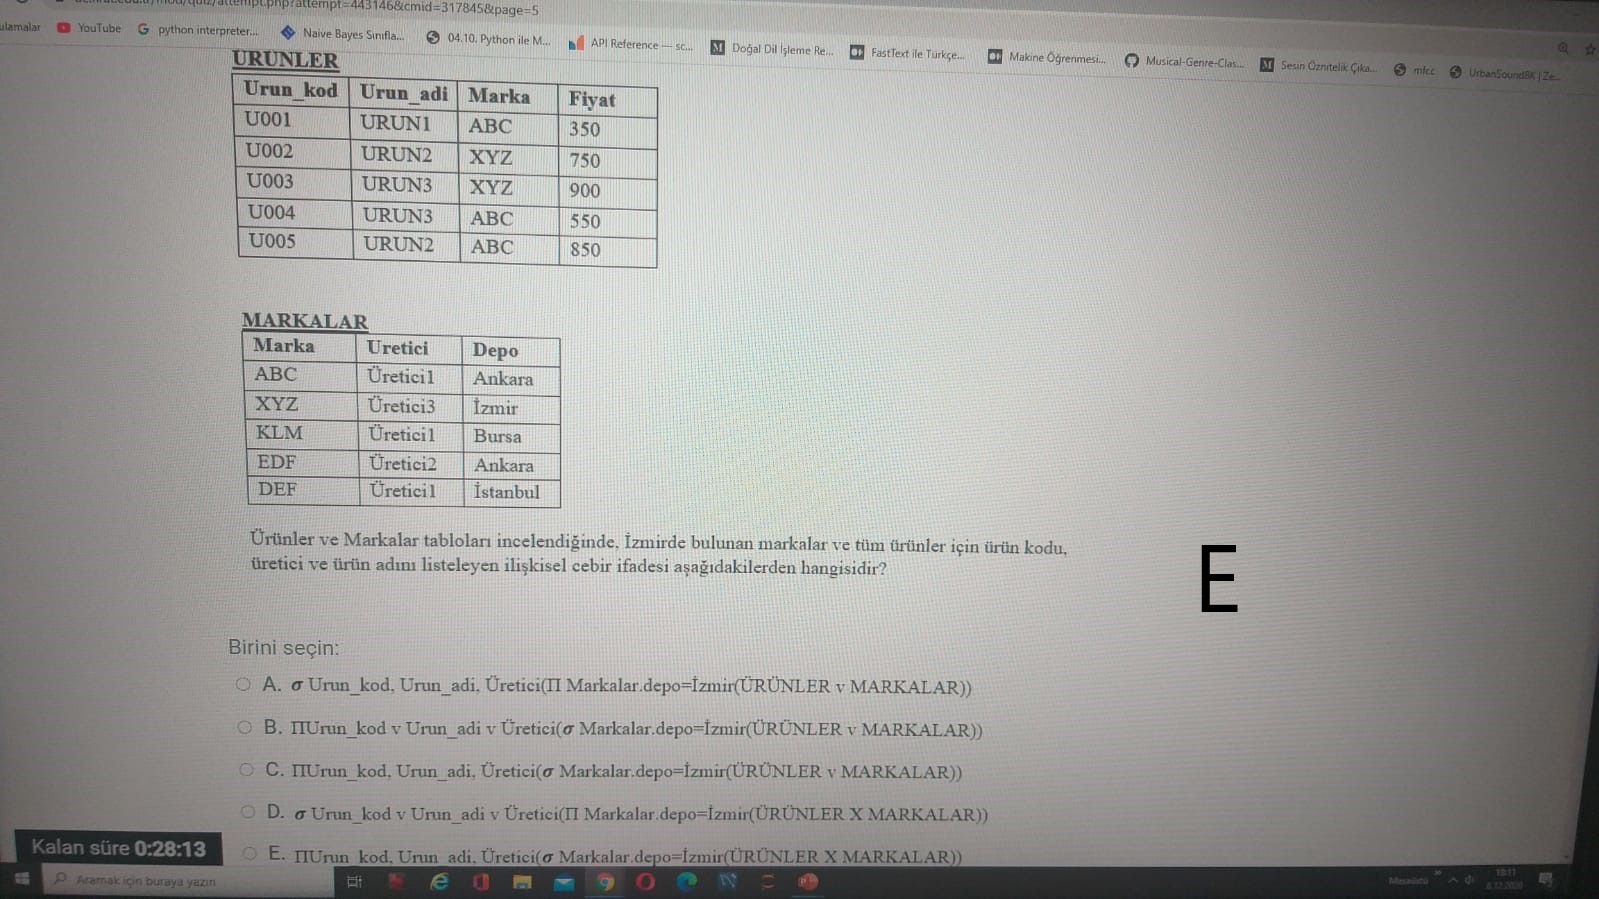 attempt.php?attempt=443146&cmid=317845&page=5
ulamalar YouTube python interpreter... Naive Bayes Sınıfla... 04.10. Python ile M... API Reference — sc... Doğal Dil İşleme Re... FastText ile Türkçe... Makine Öğrenmesi... Musical-Genre-Clas... Sesin Öznitelik Çıka... mfcc UrbanSound8K | Ze...
URUNLER
Urun_kod Urun_adi Marka Fiyat
U001 URUN1 ABC 350
U002 URUN2 XYZ 750
U003 URUN3 XYZ 900
U004 URUN3 ABC 550
U005 URUN2 ABC 850
MARKALAR
Marka Uretici Depo
ABC Üretici1 Ankara
XYZ Üretici3 İzmir
KLM Üretici1 Bursa
EDF Üretici2 Ankara
DEF Üretici1 İstanbul
Ürünler ve Markalar tabloları incelendiğinde, İzmirde bulunan markalar ve tüm ürünler için ürün kodu,
üretici ve ürün adını listeleyen ilişkisel cebir ifadesi aşağıdakilerden hangisidir?
E
Birini seçin:
A. σ Urun_kod, Urun_adi, Üretici(Π Markalar.depo=İzmir(ÜRÜNLER v MARKALAR))
B. ΠUrun_kod v Urun_adi v Üretici(σ Markalar.depo=İzmir(ÜRÜNLER v MARKALAR))
C. ΠUrun_kod, Urun_adi, Üretici(σ Markalar.depo=İzmir(ÜRÜNLER v MARKALAR))
D. σ Urun_kod v Urun_adi v Üretici(Π Markalar.depo=İzmir(ÜRÜNLER X MARKALAR))
E. ΠUrun_kod, Urun_adi, Üretici(σ Markalar.depo=İzmir(ÜRÜNLER X MARKALAR))
Kalan süre 0:28:13
Aramak için buraya yazın
Masaüstü